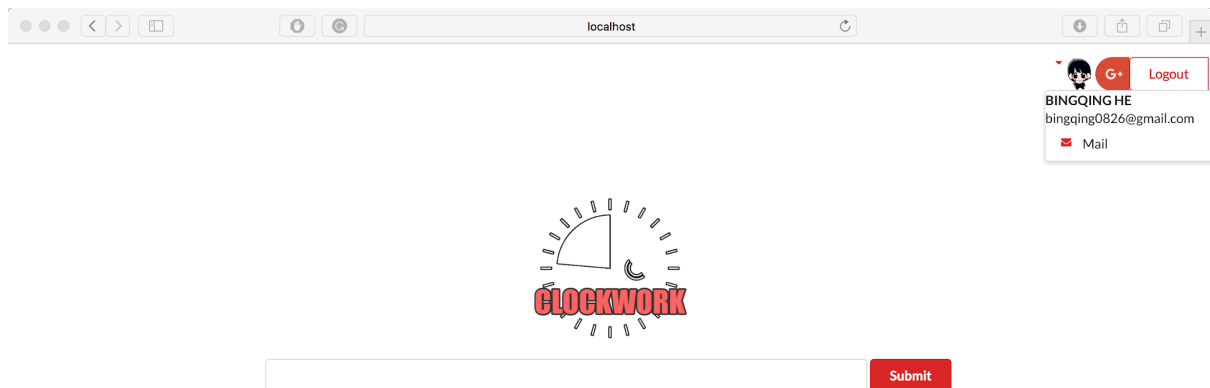 localhost
G+ Logout
BINGQING HE
bingqing0826@gmail.com
Mail
CLOCKWORK
Submit